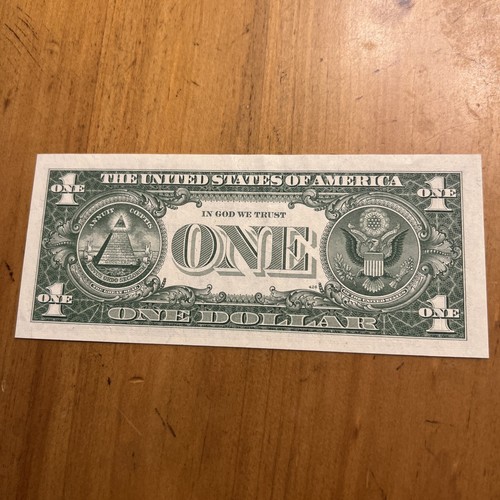 THE UNITED STATES OF AMERICA
1
ONE
1
ONE
ANNUIT CŒPTIS
IN GOD WE TRUST
ONE
1
ONE
1
ONE
ONE DOLLAR